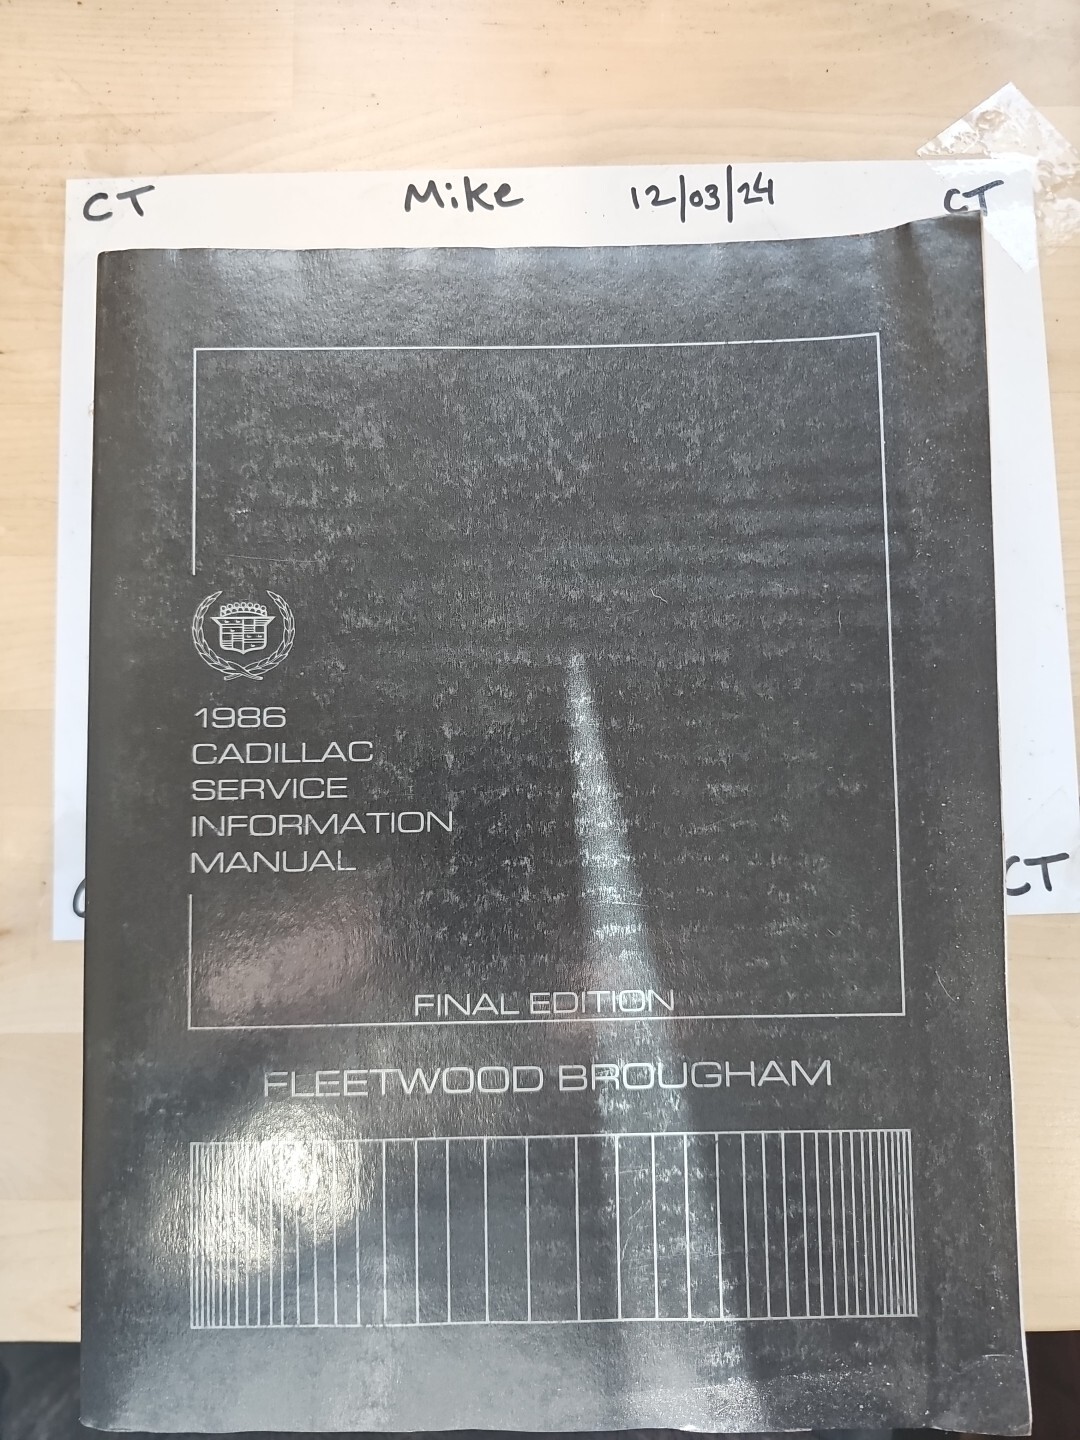 CT Mike 12/03/24 CT
1986
CADILLAC
SERVICE
INFORMATION
MANUAL
CT
FINAL EDITION
FLEETWOOD BROUGHAM